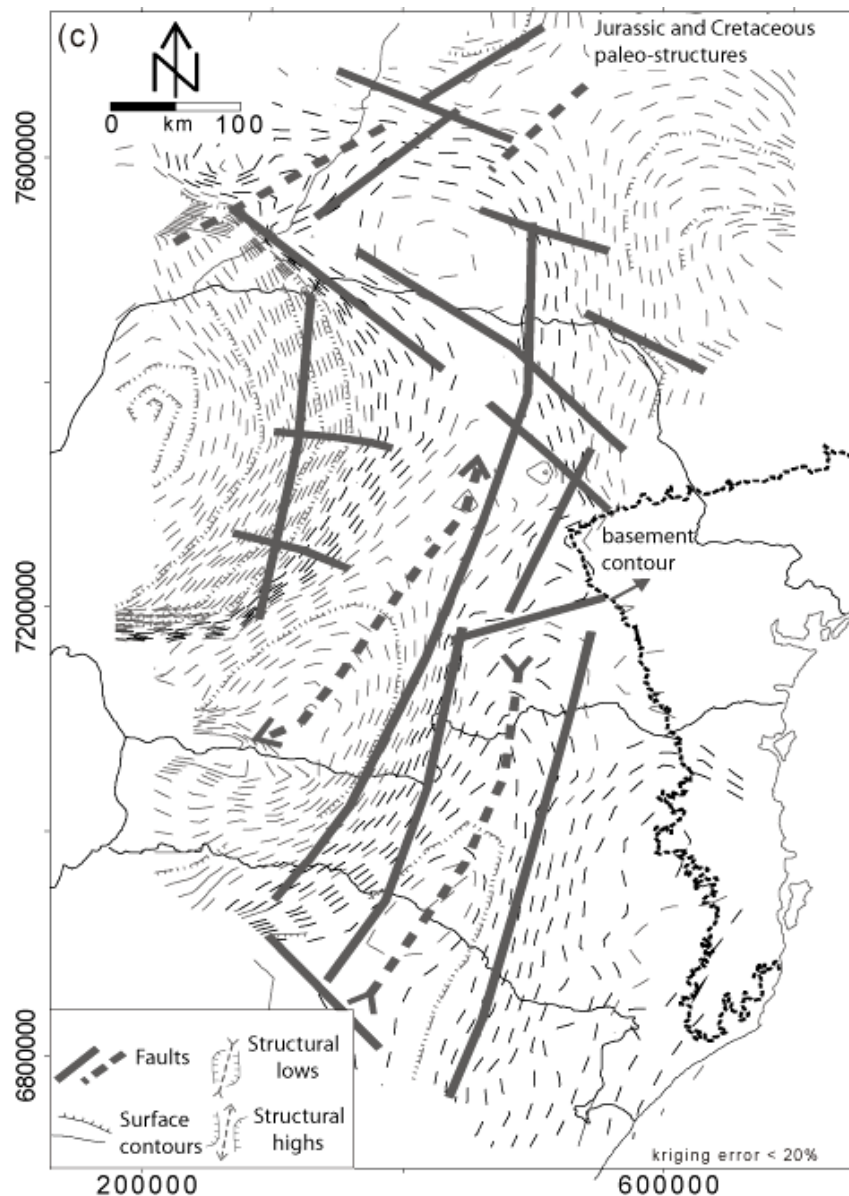 (c)
N
0 km 100
Jurassic and Cretaceous
paleo-structures
7600000
7200000
6800000
basement
contour
Faults
Structural
lows
Surface
contours
Structural
highs
kriging error < 20%
200000
600000